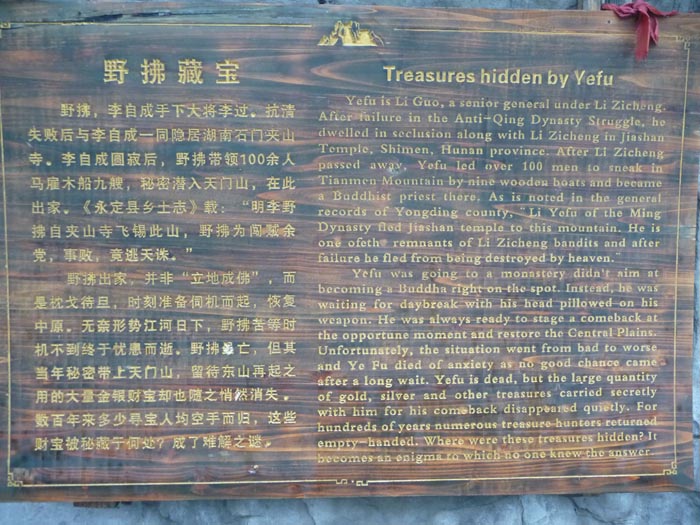 野拂藏宝
野拂，李自成手下大将李过。抗清
失败后与李自成一同隐居湖南石门夹山
寺。李自成圆寂后，野拂带领100余人
马雇木船九艘，秘密潜入天门山，在此
出家。《永定县乡土志》载：“明李野
拂自夹山寺飞锡此山，野拂为闯贼余
党，事败，竟逃天诛。”
野拂出家，并非“立地成佛”，而
是枕戈待旦，时刻准备伺机而起，恢复
中原。无奈形势江河日下，野拂苦等时
机不到终于忧患而逝。野拂虽亡，但其
当年秘密带上天门山，留待东山再起之
用的大量金银财宝却也随之悄然消失。
数百年来多少寻宝人均空手而归，这些
财宝被秘藏于何处？成了难解之谜。
Treasures hidden by Yefu
Yefu is Li Guo, a senior general under Li Zicheng.
After failure in the Anti-Qing Dynasty Struggle, he
dwelled in seclusion along with Li Zicheng in jiashan
Temple, Shimen, Hunan province. After Li Zicheng
passed away, Yefu led over 100 men to sneak in
Tianmen Mountain by nine wooden boats and became
a Buddhist priest there. As is noted in the general
records of Yongding county, "Li Yefu of the Ming
Dynasty fled Jiashan temple to this mountain. He is
one ofeth remnants of Li Zicheng bandits and after
failure he fled from being destroyed by heaven."
Yefu was going to a monastery didn't aim at
becoming a Buddha right on the spot. Instead, he was
waiting for daybreak with his head pillowed on his
weapon. He was always ready to stage a comeback at
the opportune moment and restore the Central Plains.
Unfortunately, the situation went from bad to worse
and Ye Fu died of anxiety as no good chance came
after a long wait. Yefu is dead, but the large quantity
of gold, silver and other treasures carried secretly
with him for his comeback disappeared quietly. For
hundreds of years numerous treasure hunters returned
empty-handed. Where were these treasures hidden? It
becomes an enigma to which no one knew the answer.